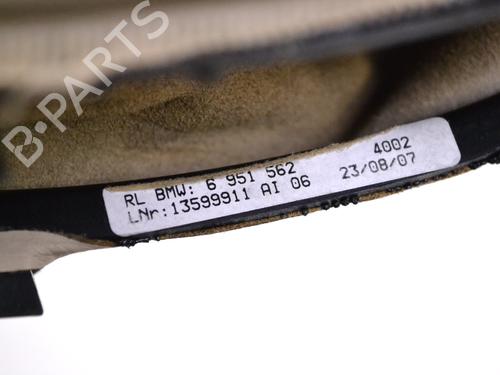 B-PARTS
RL BMW: 6 951 562 4002
LNr:13599911 AI 06 23/08/07